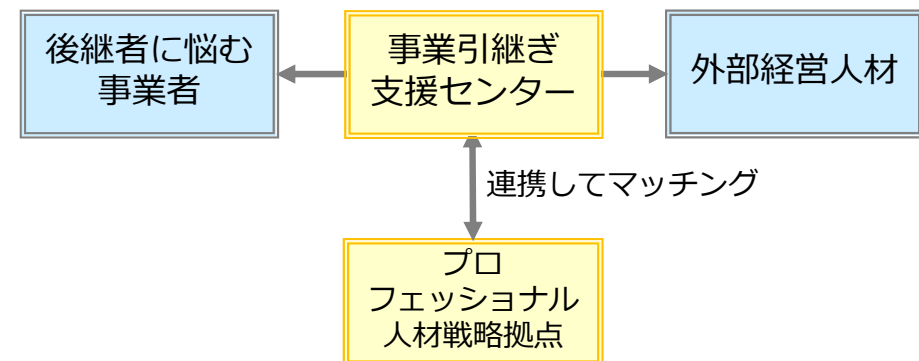 後継者に悩む
事業者
事業引継ぎ
支援センター
外部経営人材
連携してマッチング
プロ
フェッショナル
人材戦略拠点